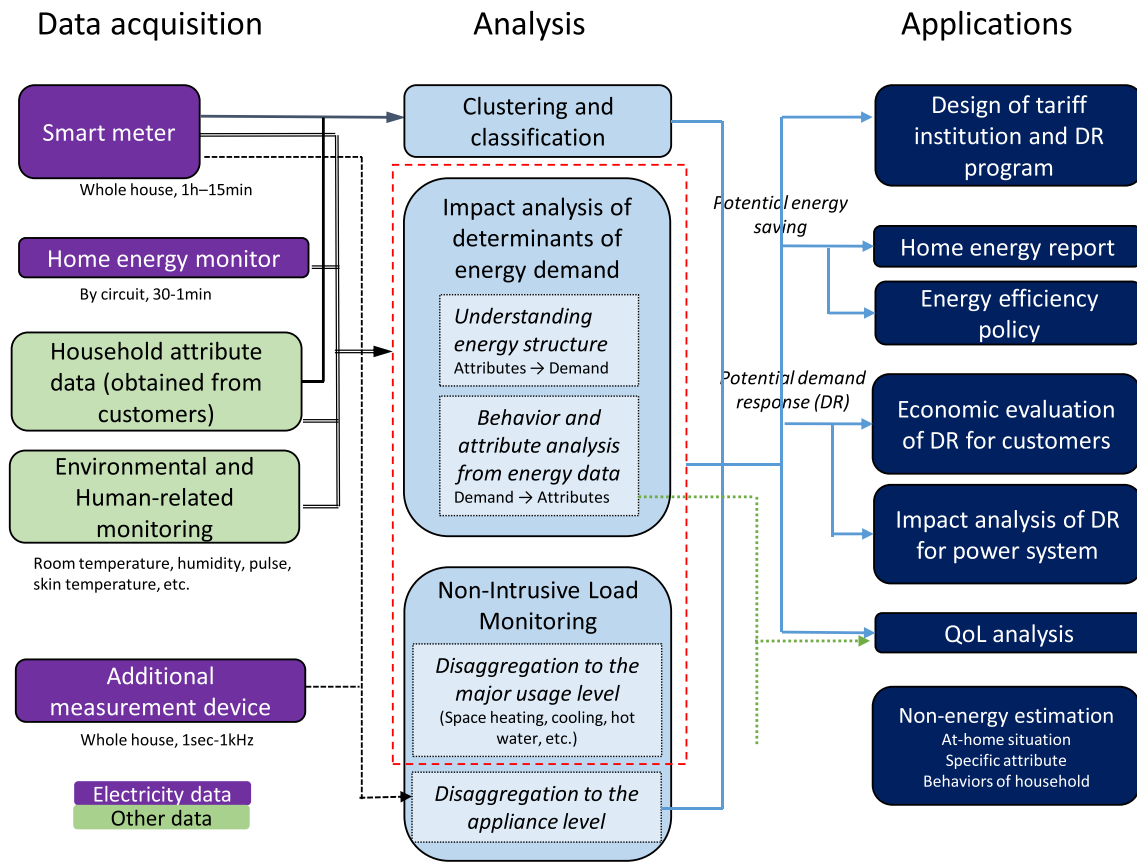 Data acquisition
Analysis
Applications
Smart meter
Whole house, 1h–15min
Home energy monitor
By circuit, 30-1min
Household attribute
data (obtained from
customers)
Environmental and
Human-related
monitoring
Room temperature, humidity, pulse,
skin temperature, etc.
Additional
measurement device
Whole house, 1sec-1kHz
Electricity data
Other data
Clustering and
classification
Impact analysis of
determinants of
energy demand
Understanding
energy structure
Attributes → Demand
Behavior and
attribute analysis
from energy data
Demand → Attributes
Non-Intrusive Load
Monitoring
Disaggregation to the
major usage level
(Space heating, cooling, hot
water, etc.)
Disaggregation to the
appliance level
Potential energy
saving
Potential demand
response (DR)
Design of tariff
institution and DR
program
Home energy report
Energy efficiency
policy
Economic evaluation
of DR for customers
Impact analysis of DR
for power system
QoL analysis
Non-energy estimation
At-home situation
Specific attribute
Behaviors of household